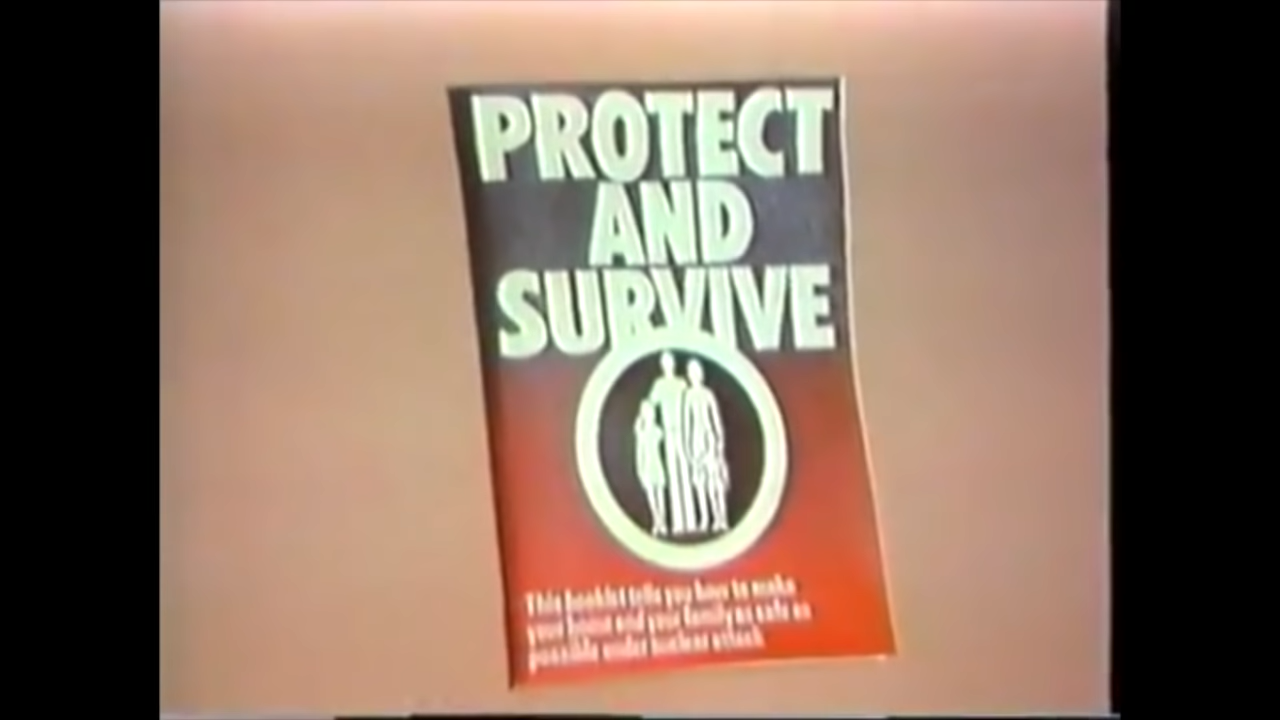 PROTECT
AND
SURVIVE
This booklet tells you how to make
your home and your family as safe as
possible under nuclear attack